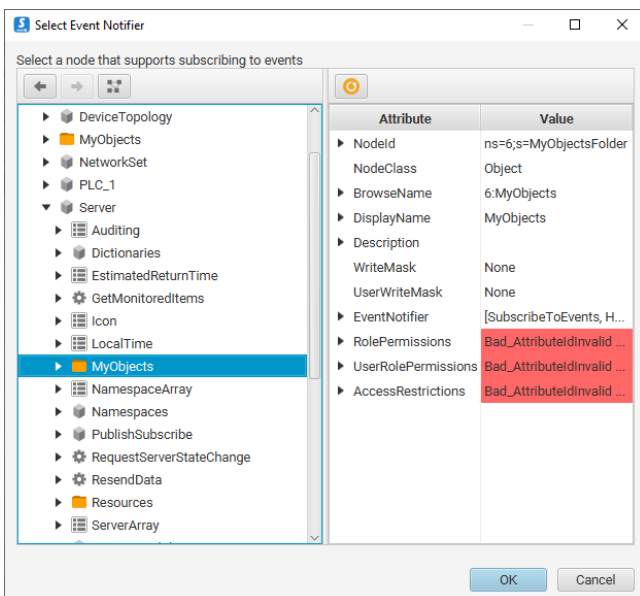 Select Event Notifier
Select a node that supports subscribing to events
DeviceTopology
MyObjects
NetworkSet
PLC_1
Server
Auditing
Dictionaries
EstimatedReturnTime
GetMonitoredItems
Icon
LocalTime
MyObjects
NamespaceArray
Namespaces
PublishSubscribe
RequestServerStateChange
ResendData
Resources
ServerArray
Attribute Value
NodeId ns=6;s=MyObjectsFolder
NodeClass Object
BrowseName 6:MyObjects
DisplayName MyObjects
Description
WriteMask None
UserWriteMask None
EventNotifier [SubscribeToEvents, H...
RolePermissions Bad_AttributeIdInvalid ...
UserRolePermissions Bad_AttributeIdInvalid ...
AccessRestrictions Bad_AttributeIdInvalid ...
OK Cancel